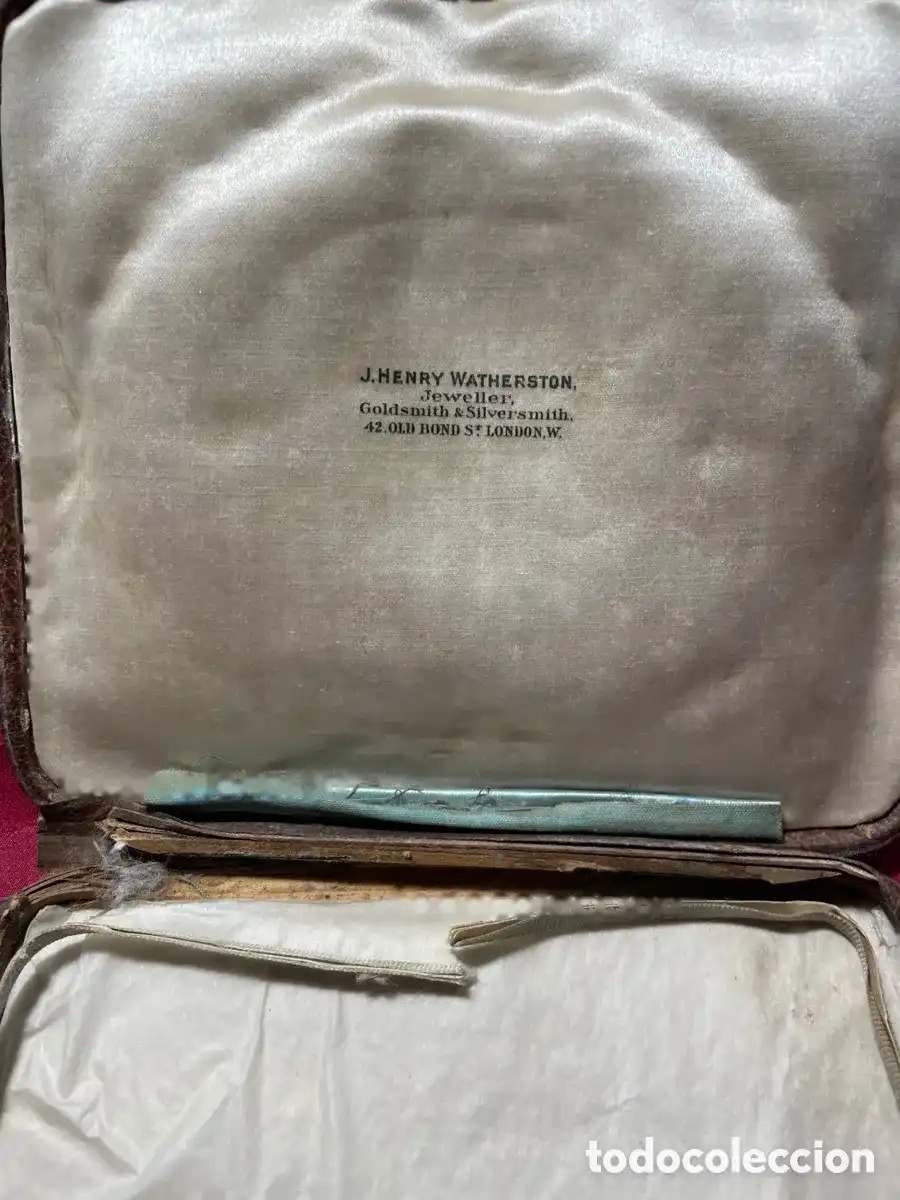 J. HENRY WATHERSTON,
Jeweller,
Goldsmith & Silversmith,
42, OLD BOND ST LONDON, W.
todocoleccion